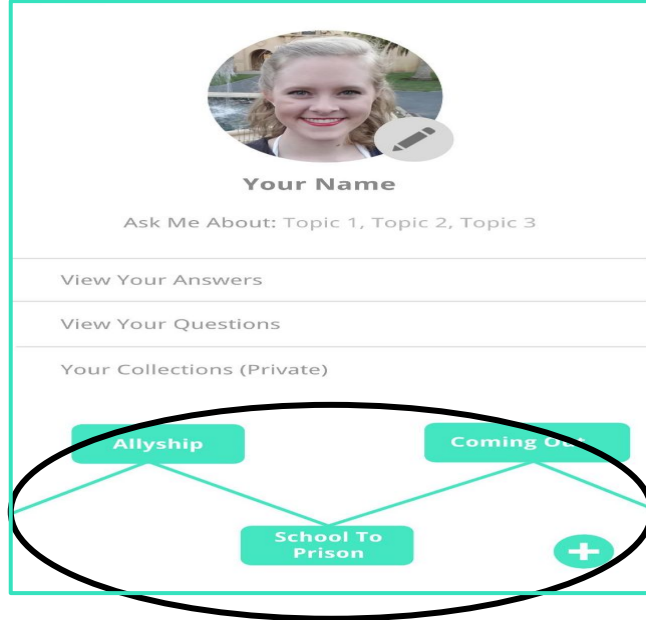 Your Name
Ask Me About: Topic 1, Topic 2, Topic 3
View Your Answers
View Your Questions
Your Collections (Private)
Allyship
Coming Out
School To
Prison